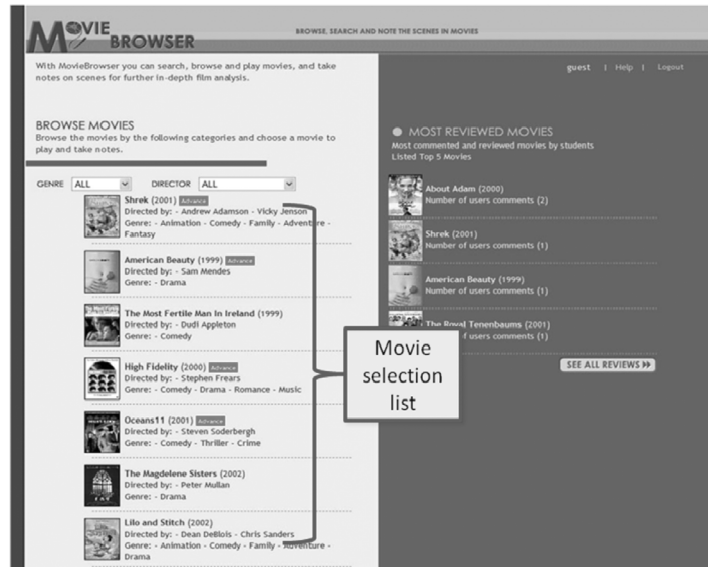 MOVIE BROWSER
BROWSE, SEARCH AND NOTE THE SCENES IN MOVIES
With MovieBrowser you can search, browse and play movies, and take
notes on scenes for further in-depth film analysis.
guest | Help | Logout
BROWSE MOVIES
Browse the movies by the following categories and choose a movie to
play and take notes.
GENRE ALL DIRECTOR ALL
Shrek (2001) Advance
Directed by: - Andrew Adamson - Vicky Jenson
Genre: - Animation - Comedy - Family - Adventure -
Fantasy
American Beauty (1999) Advance
Directed by: - Sam Mendes
Genre: - Drama
The Most Fertile Man In Ireland (1999)
Directed by: - Dudi Appleton
Genre: - Comedy
High Fidelity (2000) Advance
Directed by: - Stephen Frears
Genre: - Comedy - Drama - Romance - Music
Oceans11 (2001) Advance
Directed by: - Steven Soderbergh
Genre: - Comedy - Thriller - Crime
The Magdelene Sisters (2002)
Directed by: - Peter Mullan
Genre: - Drama
Lilo and Stitch (2002)
Directed by: - Dean DeBlois - Chris Sanders
Genre: - Animation - Comedy - Family - Adventure -
Drama
Movie
selection
list
MOST REVIEWED MOVIES
Most commented and reviewed movies by students
Listed Top 5 Movies
About Adam (2000)
Number of users comments (2)
Shrek (2001)
Number of users comments (1)
American Beauty (1999)
Number of users comments (1)
The Royal Tenenbaums (2001)
of users comments (1)
SEE ALL REVIEWS